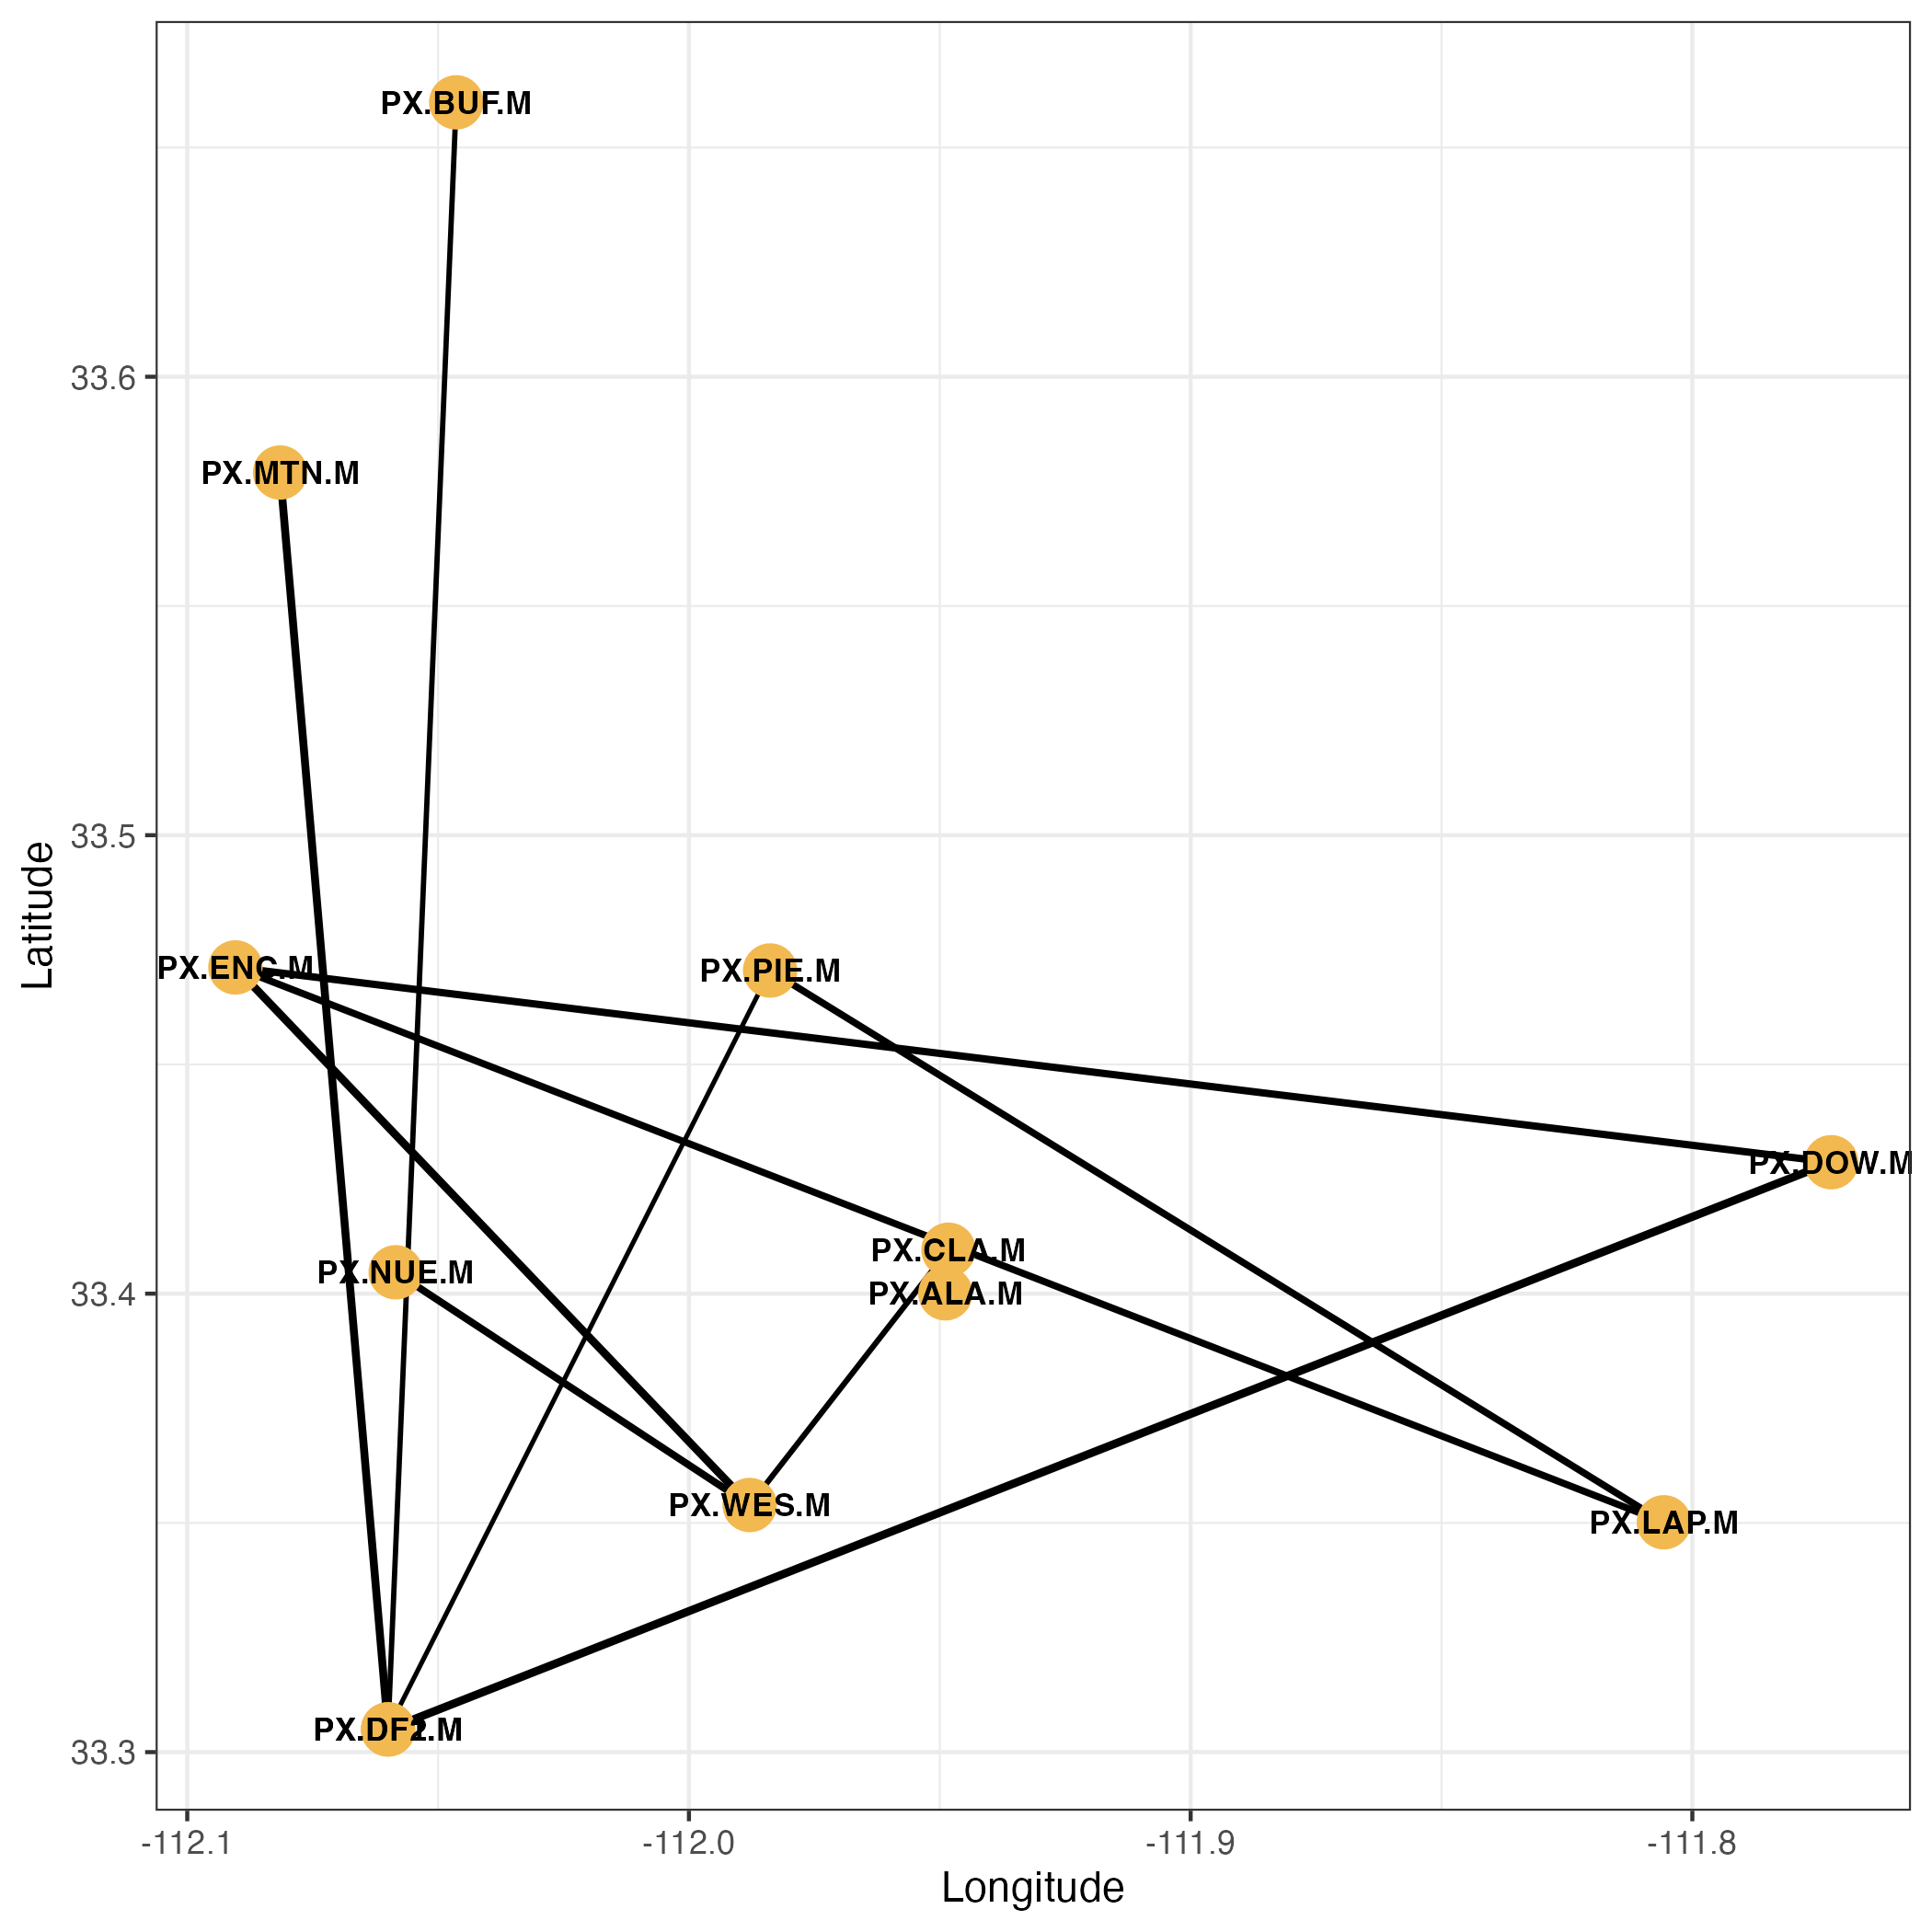 PX.BUF.M
33.6
PX.MTN.M
33.5
Latitude
PX.ENC.M
PX.PIE.M
PX.DOW.M
PX.CLA.M
PX.NUE.M
33.4
PX.ALA.M
PX.WES.M
PX.LAP.M
PX.DF2.M
33.3
-112.1
-112.0
-111.9
-111.8
Longitude